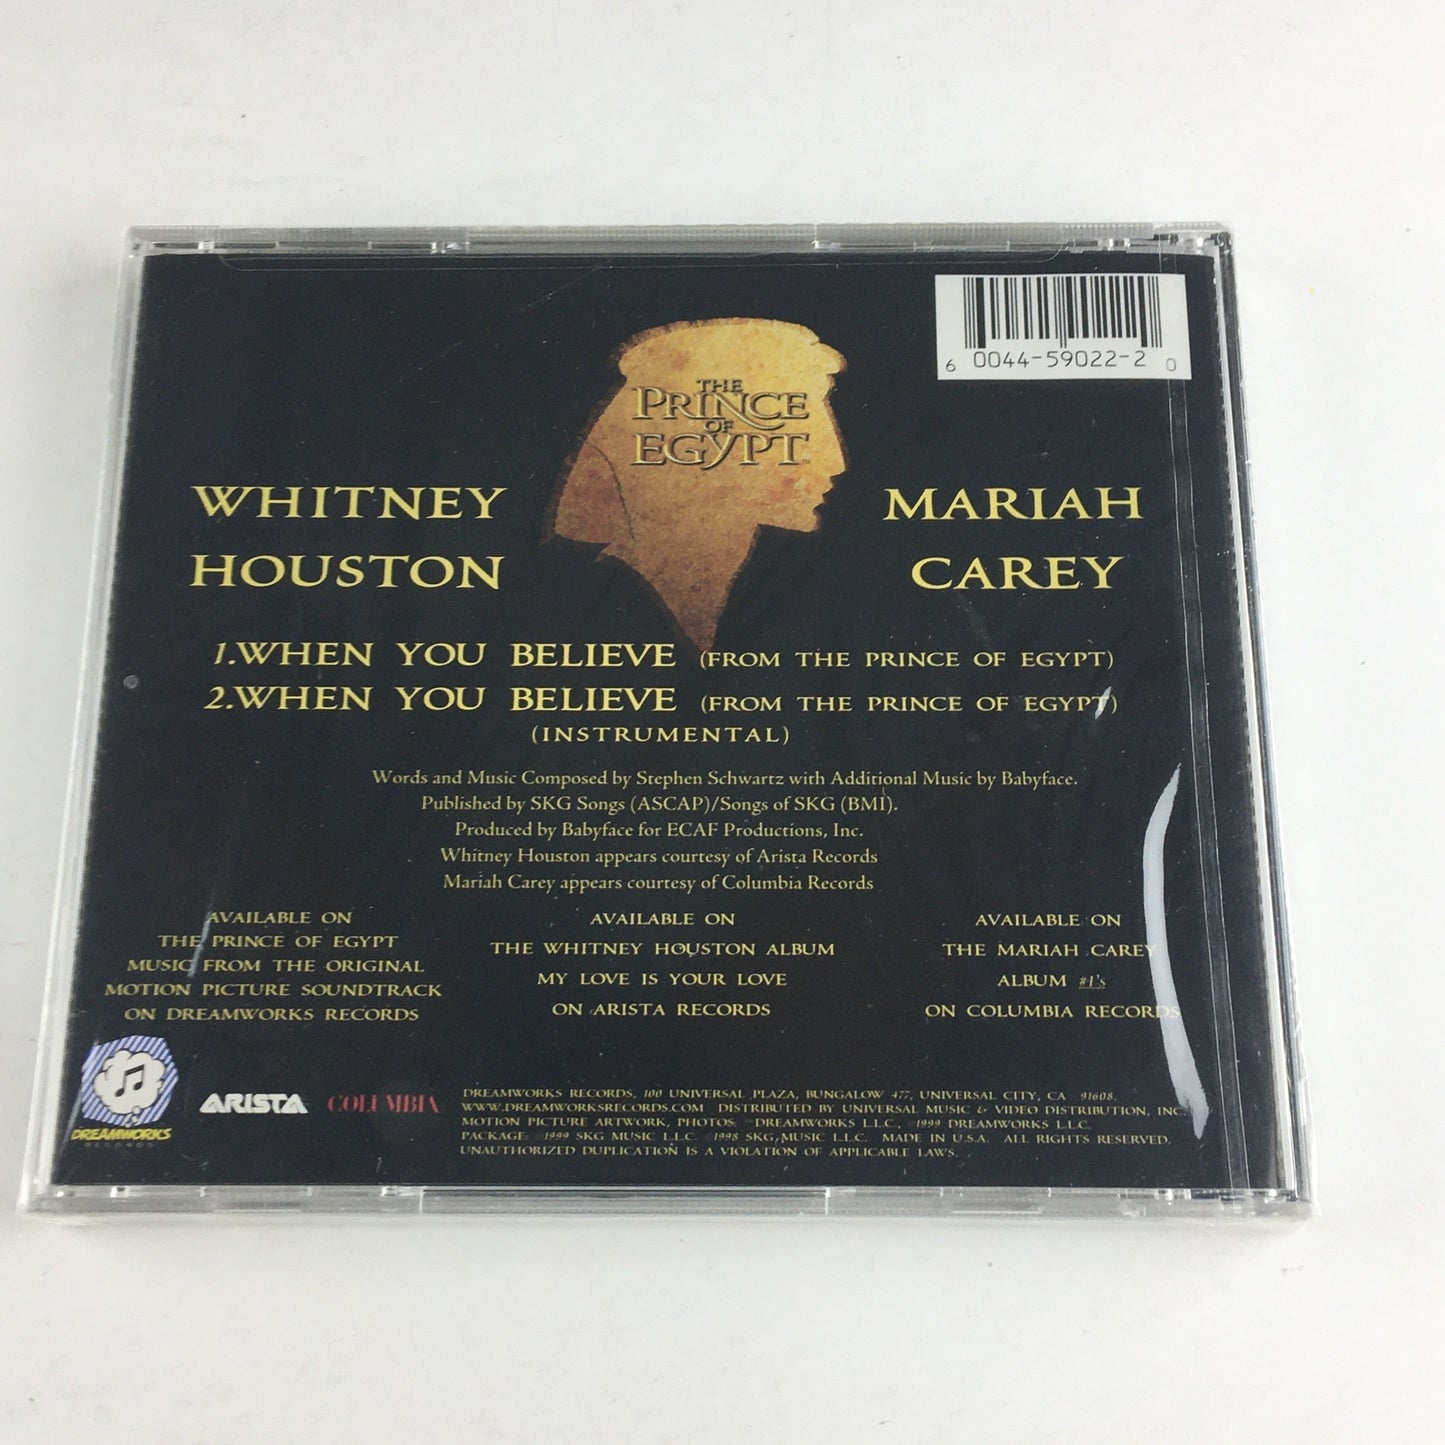 6 0044-59022-2 0
THE
PRINCE
OF
EGYPT
WHITNEY
HOUSTON
MARIAH
CAREY
1.WHEN YOU BELIEVE (FROM THE PRINCE OF EGYPT)
2.WHEN YOU BELIEVE (FROM THE PRINCE OF EGYPT)
(INSTRUMENTAL)
Words and Music Composed by Stephen Schwartz with Additional Music by Babyface.
Published by SKG Songs (ASCAP)/Songs of SKG (BMI).
Produced by Babyface for ECAF Productions, Inc.
Whitney Houston appears courtesy of Arista Records
Mariah Carey appears courtesy of Columbia Records
AVAILABLE ON
THE PRINCE OF EGYPT
MUSIC FROM THE ORIGINAL
MOTION PICTURE SOUNDTRACK
ON DREAMWORKS RECORDS
AVAILABLE ON
THE WHITNEY HOUSTON ALBUM
MY LOVE IS YOUR LOVE
ON ARISTA RECORDS
AVAILABLE ON
THE MARIAH CAREY
ALBUM #1's
ON COLUMBIA RECORDS
DREAMWORKS
RECORDS
ARISTA
COLUMBIA
DREAMWORKS RECORDS, 100 UNIVERSAL PLAZA, BUNGALOW 477, UNIVERSAL CITY, CA 91608.
WWW.DREAMWORKSRECORDS.COM DISTRIBUTED BY UNIVERSAL MUSIC & VIDEO DISTRIBUTION, INC.
MOTION PICTURE ARTWORK, PHOTOS: ™DREAMWORKS L.L.C., ©1999 DREAMWORKS L.L.C.
PACKAGE: ©1999 SKG MUSIC L.L.C. ℗1998 SKG MUSIC L.L.C. MADE IN U.S.A. ALL RIGHTS RESERVED.
UNAUTHORIZED DUPLICATION IS A VIOLATION OF APPLICABLE LAWS.